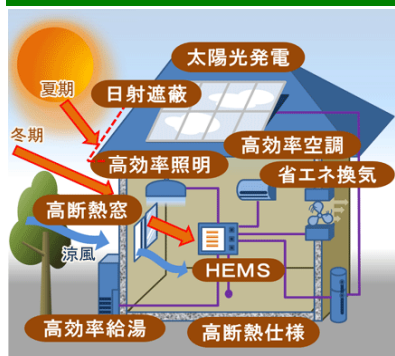 太陽光発電
夏期
日射遮蔽
冬期
高効率空調
高効率照明
省エネ換気
高断熱窓
涼風
HEMS
高効率給湯
高断熱仕様